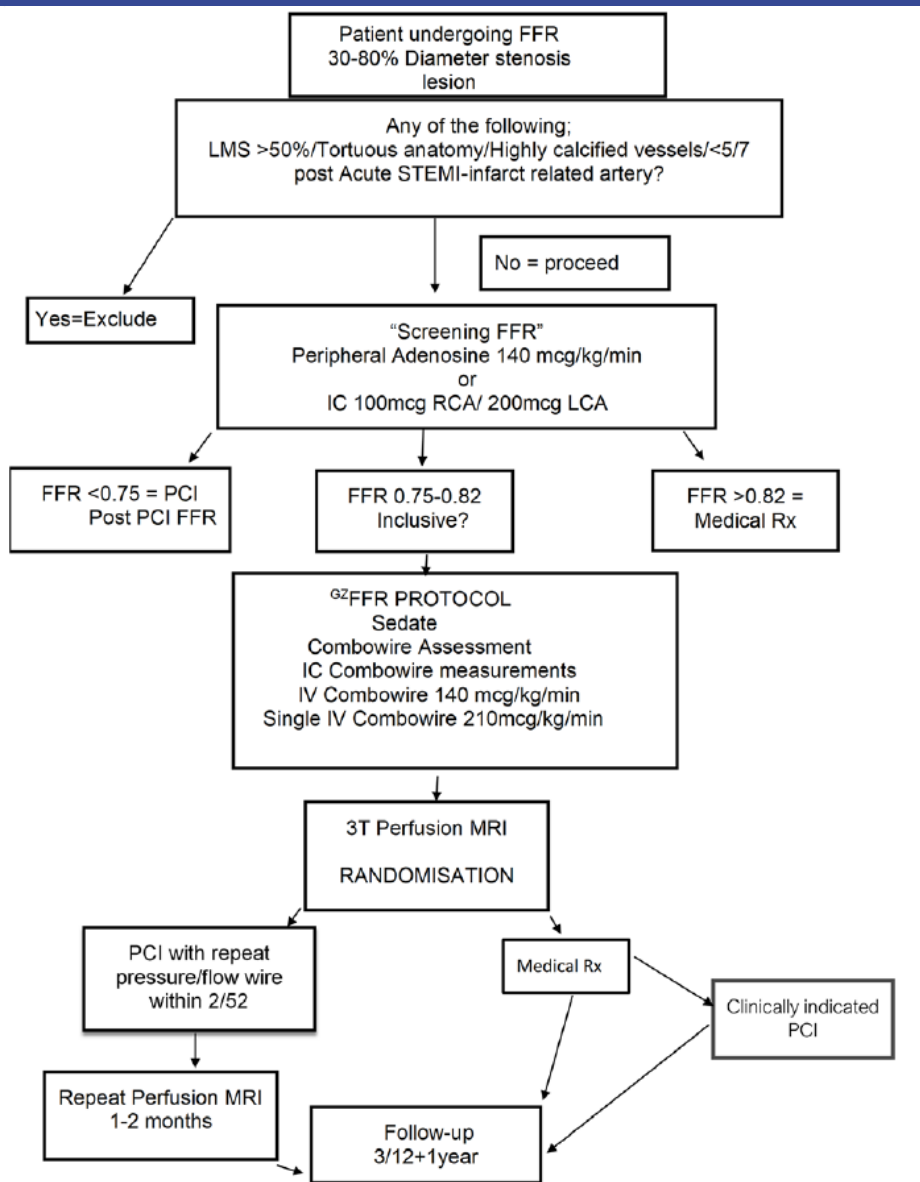 Patient undergoing FFR
30-80% Diameter stenosis
lesion
Any of the following;
LMS >50%/Tortuous anatomy/Highly calcified vessels/<5/7
post Acute STEMI-infarct related artery?
No = proceed
Yes=Exclude
“Screening FFR”
Peripheral Adenosine 140 mcg/kg/min
or
IC 100mcg RCA/ 200mcg LCA
FFR <0.75 = PCI
Post PCI FFR
FFR 0.75-0.82
Inclusive?
FFR >0.82 =
Medical Rx
GZFFR PROTOCOL
Sedate
Combowire Assessment
IC Combowire measurements
IV Combowire 140 mcg/kg/min
Single IV Combowire 210mcg/kg/min
3T Perfusion MRI
RANDOMISATION
PCI with repeat
pressure/flow wire
within 2/52
Medical Rx
Clinically indicated
PCI
Repeat Perfusion MRI
1-2 months
Follow-up
3/12+1year